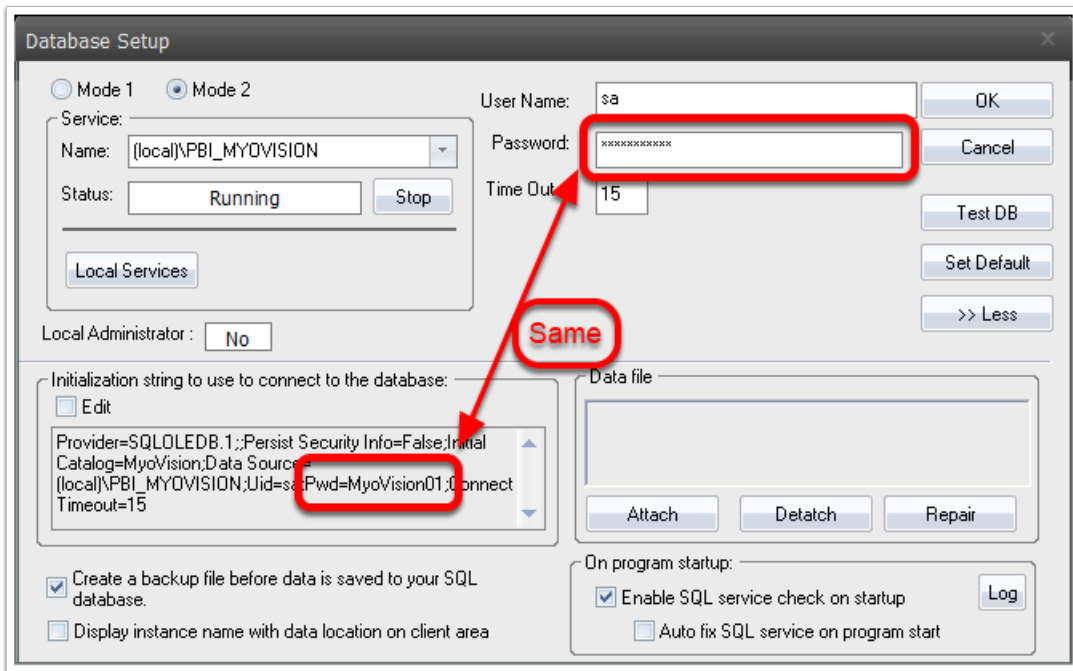 Database Setup
x
Mode 1 Mode 2
Service:
Name: (local)\PBI_MYOVISION
Status: Running Stop
Local Services
Local Administrator : No
User Name: sa
Password: xxxxxxxxxxx
Time Out: 15
OK
Cancel
Test DB
Set Default
>> Less
Same
Initialization string to use to connect to the database:
Edit
Provider=SQLOLEDB.1;;Persist Security Info=False;Initial
Catalog=MyoVision;Data Source=
(local)\PBI_MYOVISION;Uid=sa;Pwd=MyoVision01;Connect
Timeout=15
Data file
Attach Detatch Repair
Create a backup file before data is saved to your SQL
database.
Display instance name with data location on client area
On program startup:
Enable SQL service check on startup Log
Auto fix SQL service on program start